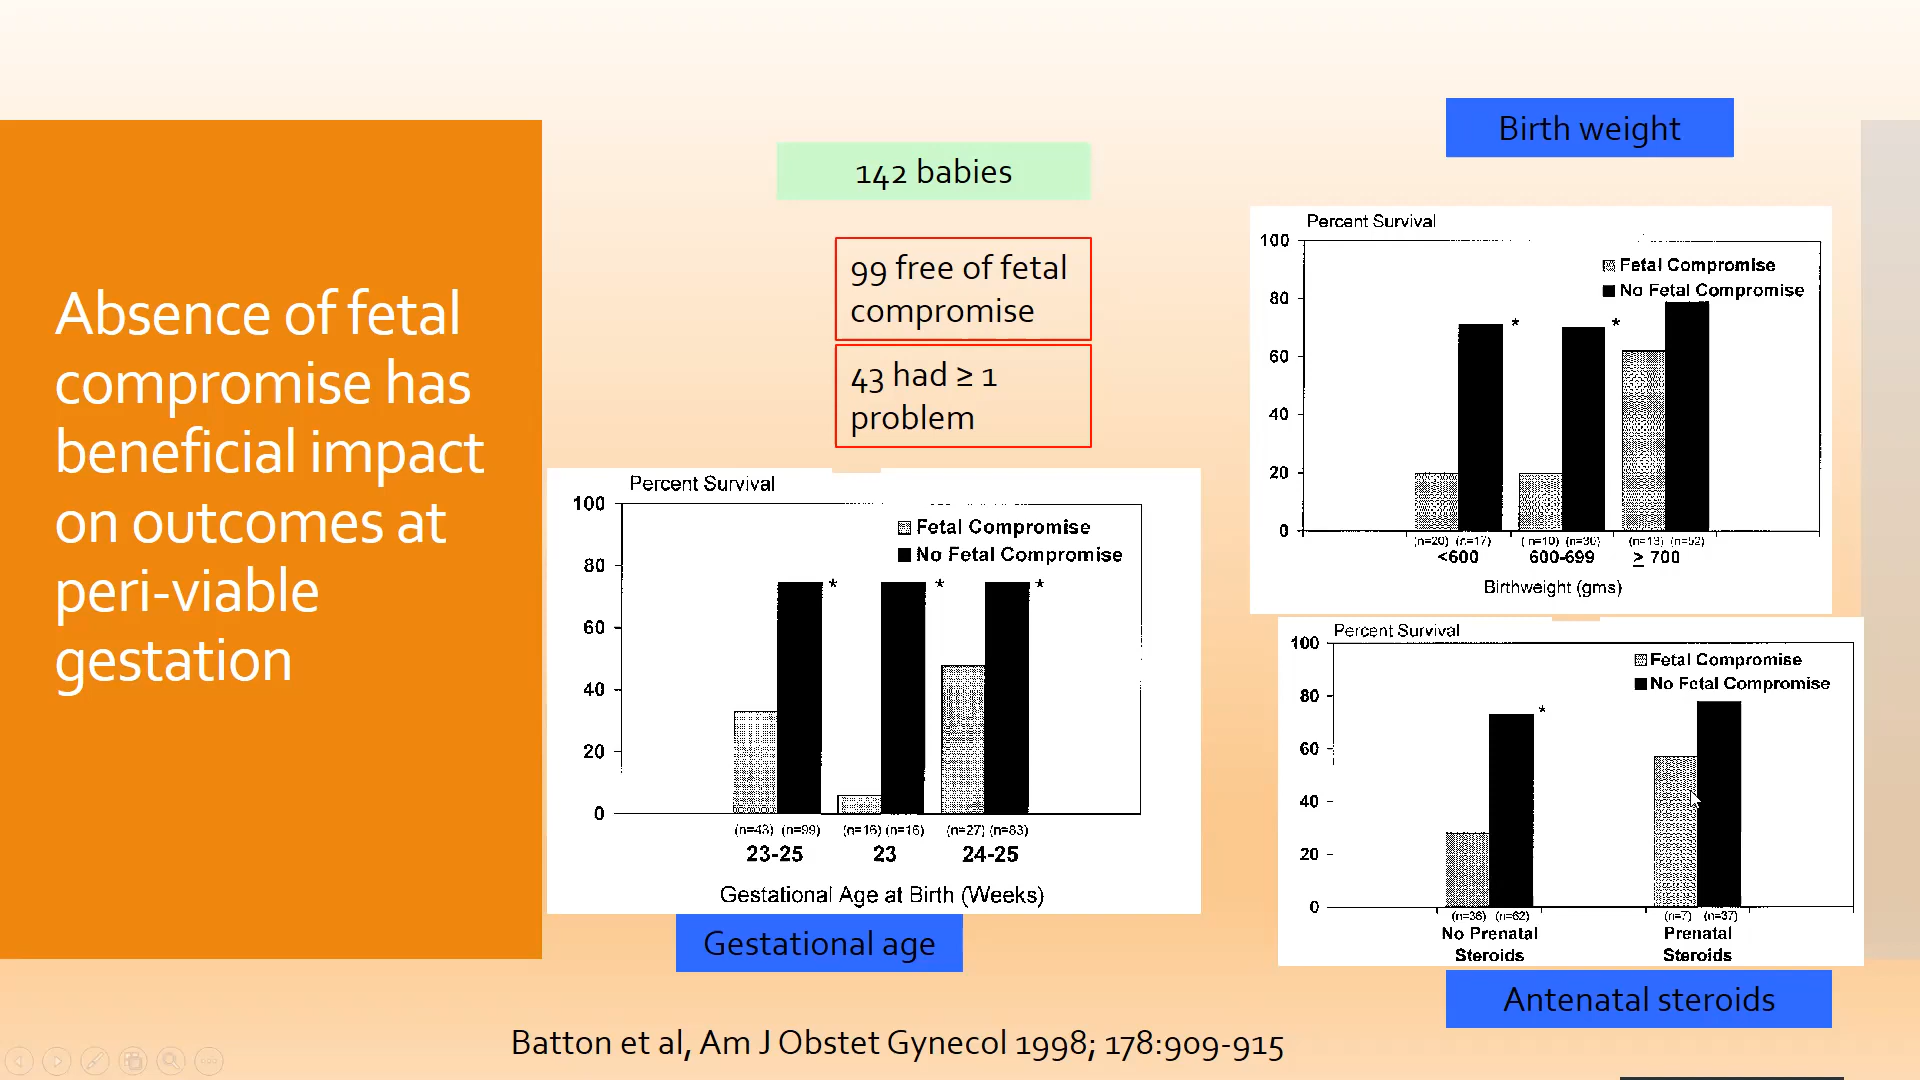 Absence of fetal
compromise has
beneficial impact
on outcomes at
peri-viable
gestation
142 babies
99 free of fetal
compromise
43 had ≥ 1
problem
Percent Survival
100
80
60
40
20
0
Fetal Compromise
No Fetal Compromise
* * *
(n=43) (n=99) (n=16) (n=16) (n=27) (n=83)
23-25 23 24-25
Gestational Age at Birth (Weeks)
Gestational age
Birth weight
Percent Survival
100
80
60
40
20
0
Fetal Compromise
No Fetal Compromise
* *
(n=20) (n=17) (n=10) (n=30) (n=13) (n=52)
<600 600-699 ≥ 700
Birthweight (gms)
Percent Survival
100
80
60
40
20
0
Fetal Compromise
No Fetal Compromise
*
(n=36) (n=62) (n=7) (n=37)
No Prenatal Prenatal
Steroids Steroids
Antenatal steroids
Batton et al, Am J Obstet Gynecol 1998; 178:909-915